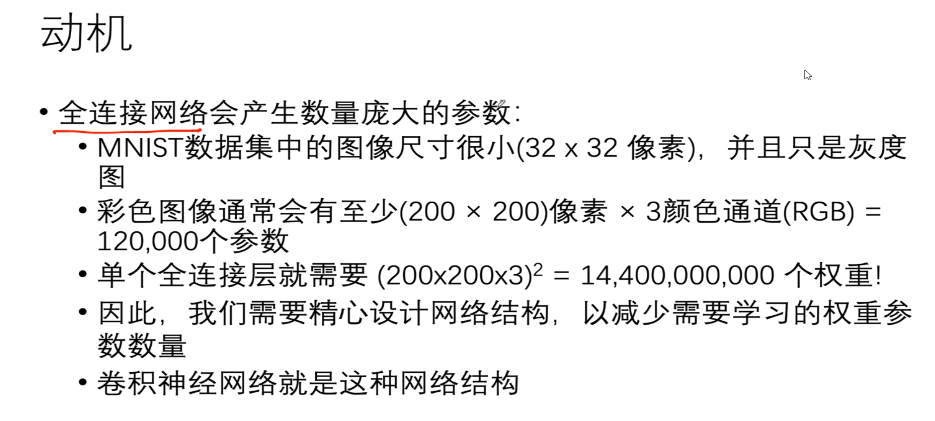 动机
• 全连接网络会产生数量庞大的参数：
• MNIST数据集中的图像尺寸很小(32 x 32 像素)，并且只是灰度
图
• 彩色图像通常会有至少(200 × 200)像素 × 3颜色通道(RGB) =
120,000个参数
• 单个全连接层就需要 (200x200x3)² = 14,400,000,000 个权重!
• 因此，我们需要精心设计网络结构，以减少需要学习的权重参
数数量
• 卷积神经网络就是这种网络结构